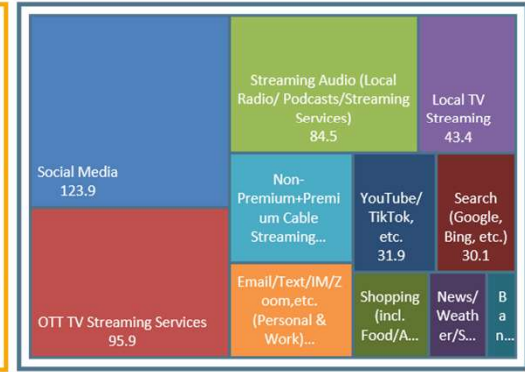 Social Media
123.9
OTT TV Streaming Services
95.9
Streaming Audio (Local
Radio/ Podcasts/Streaming
Services)
84.5
Local TV
Streaming
43.4
Non-
Premium+Premi
um Cable
Streaming...
YouTube/
TikTok,
etc.
31.9
Search
(Google,
Bing, etc.)
30.1
Email/Text/IM/Z
oom,etc.
(Personal &
Work)...
Shopping
(incl.
Food/A...
News/
Weath
er/S...
B
a
n...